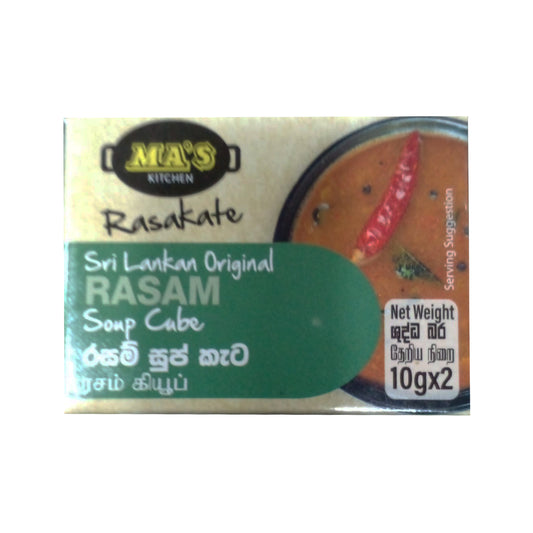 MA'S
KITCHEN
Rasakate
Sri Lankan Original
RASAM
Soup Cube
රසම් සුප් කැට
ரசம் கியூப்
Serving Suggestion
Net Weight
ශුද්ධ බර
தேறிய நிறை
10gx2